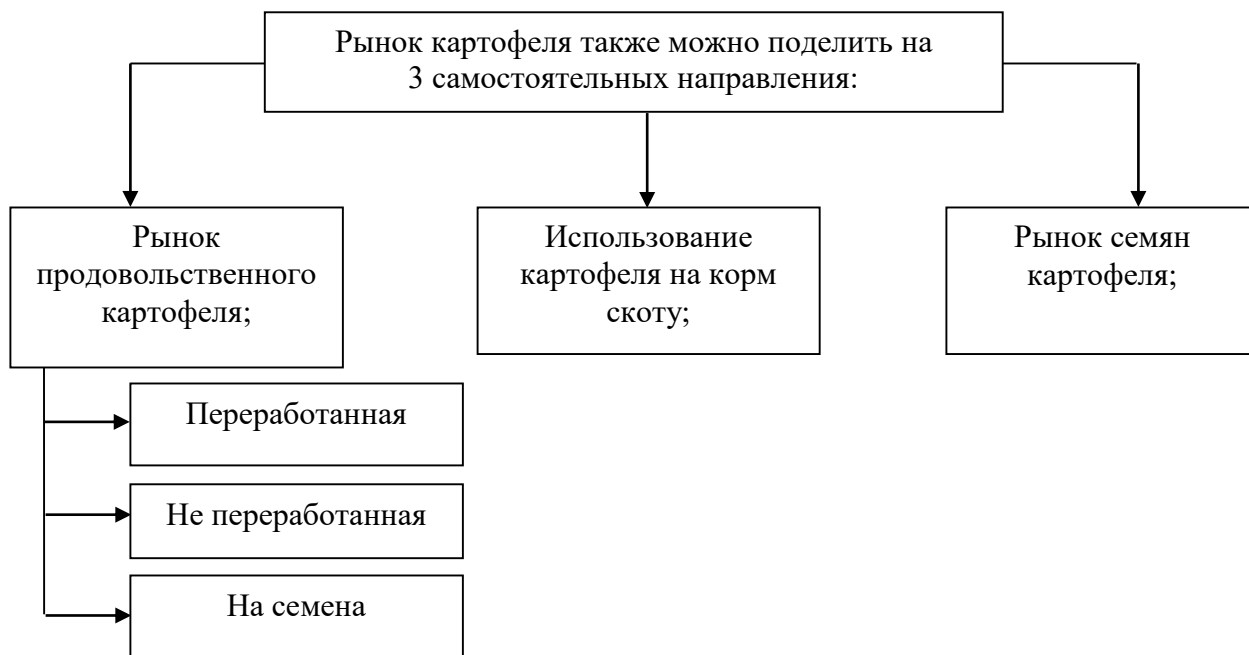 Рынок картофеля также можно поделить на
3 самостоятельных направления:
Рынок
продовольственного
картофеля;
Использование
картофеля на корм
скоту;
Рынок семян
картофеля;
Переработанная
Не переработанная
На семена